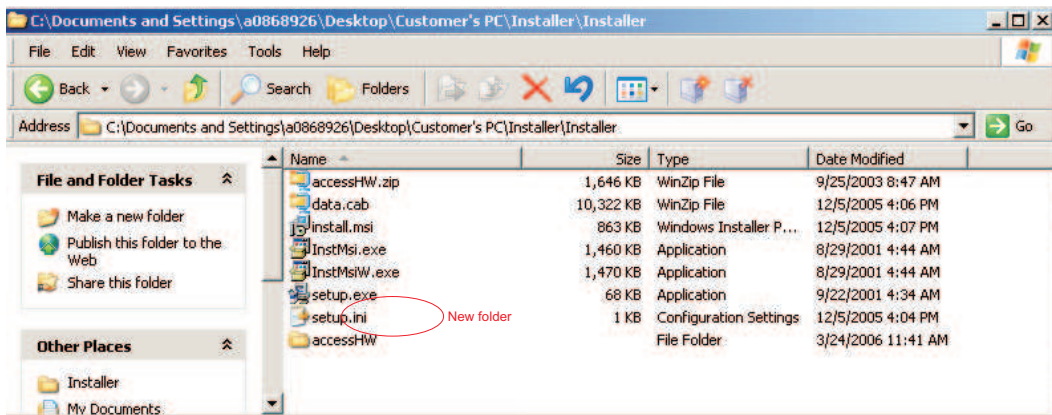 C:\Documents and Settings\a0868926\Desktop\Customer's PC\Installer\Installer
File Edit View Favorites Tools Help
Back Search Folders
Address C:\Documents and Settings\a0868926\Desktop\Customer's PC\Installer\Installer Go
File and Folder Tasks
Make a new folder
Publish this folder to the
Web
Share this folder
Other Places
Installer
My Documents
Name Size Type Date Modified
accessHW.zip 1,646 KB WinZip File 9/25/2003 8:47 AM
data.cab 10,322 KB WinZip File 12/5/2005 4:06 PM
install.msi 863 KB Windows Installer P... 12/5/2005 4:07 PM
InstMsi.exe 1,460 KB Application 8/29/2001 4:44 AM
InstMsiW.exe 1,470 KB Application 8/29/2001 4:44 AM
setup.exe 68 KB Application 9/22/2001 4:34 AM
setup.ini New folder 1 KB Configuration Settings 12/5/2005 4:04 PM
accessHW File Folder 3/24/2006 11:41 AM